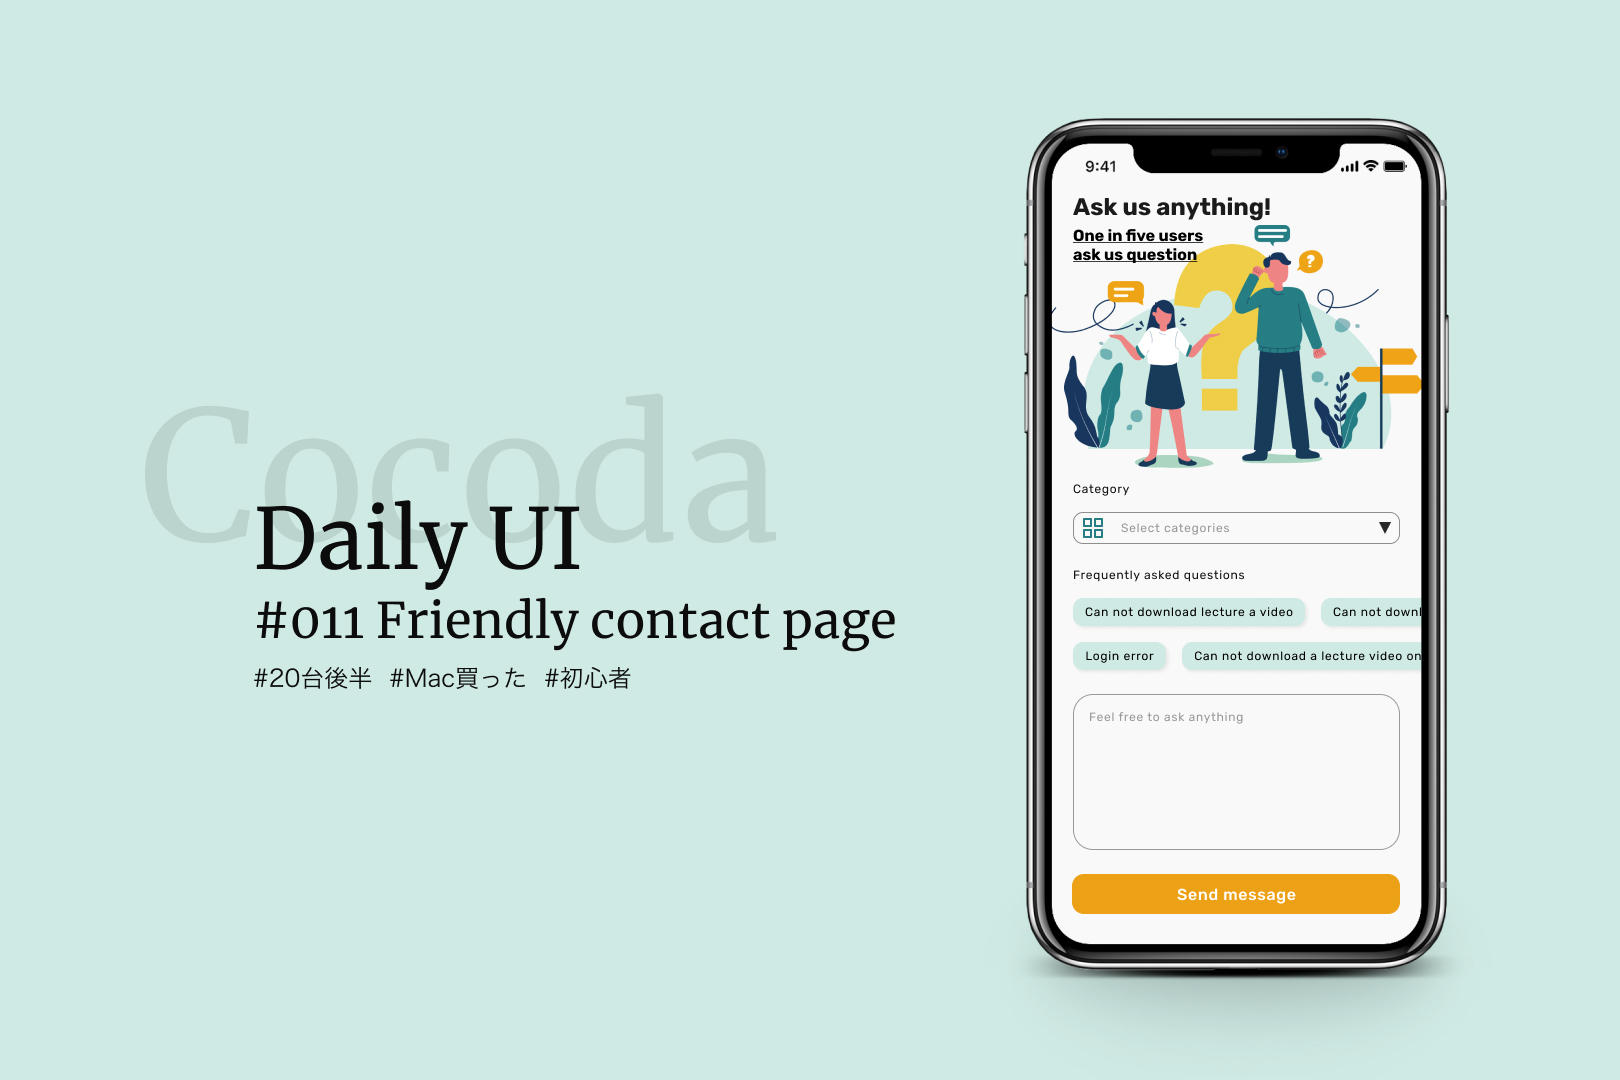 Cocoda
Daily UI
#011 Friendly contact page
#20台後半 #Mac買った #初心者
9:41
Ask us anything!
One in five users
ask us question
?
?
Category
Select categories
Frequently asked questions
Can not download lecture a video
Can not downl
Login error
Can not download a lecture video on
Feel free to ask anything
Send message